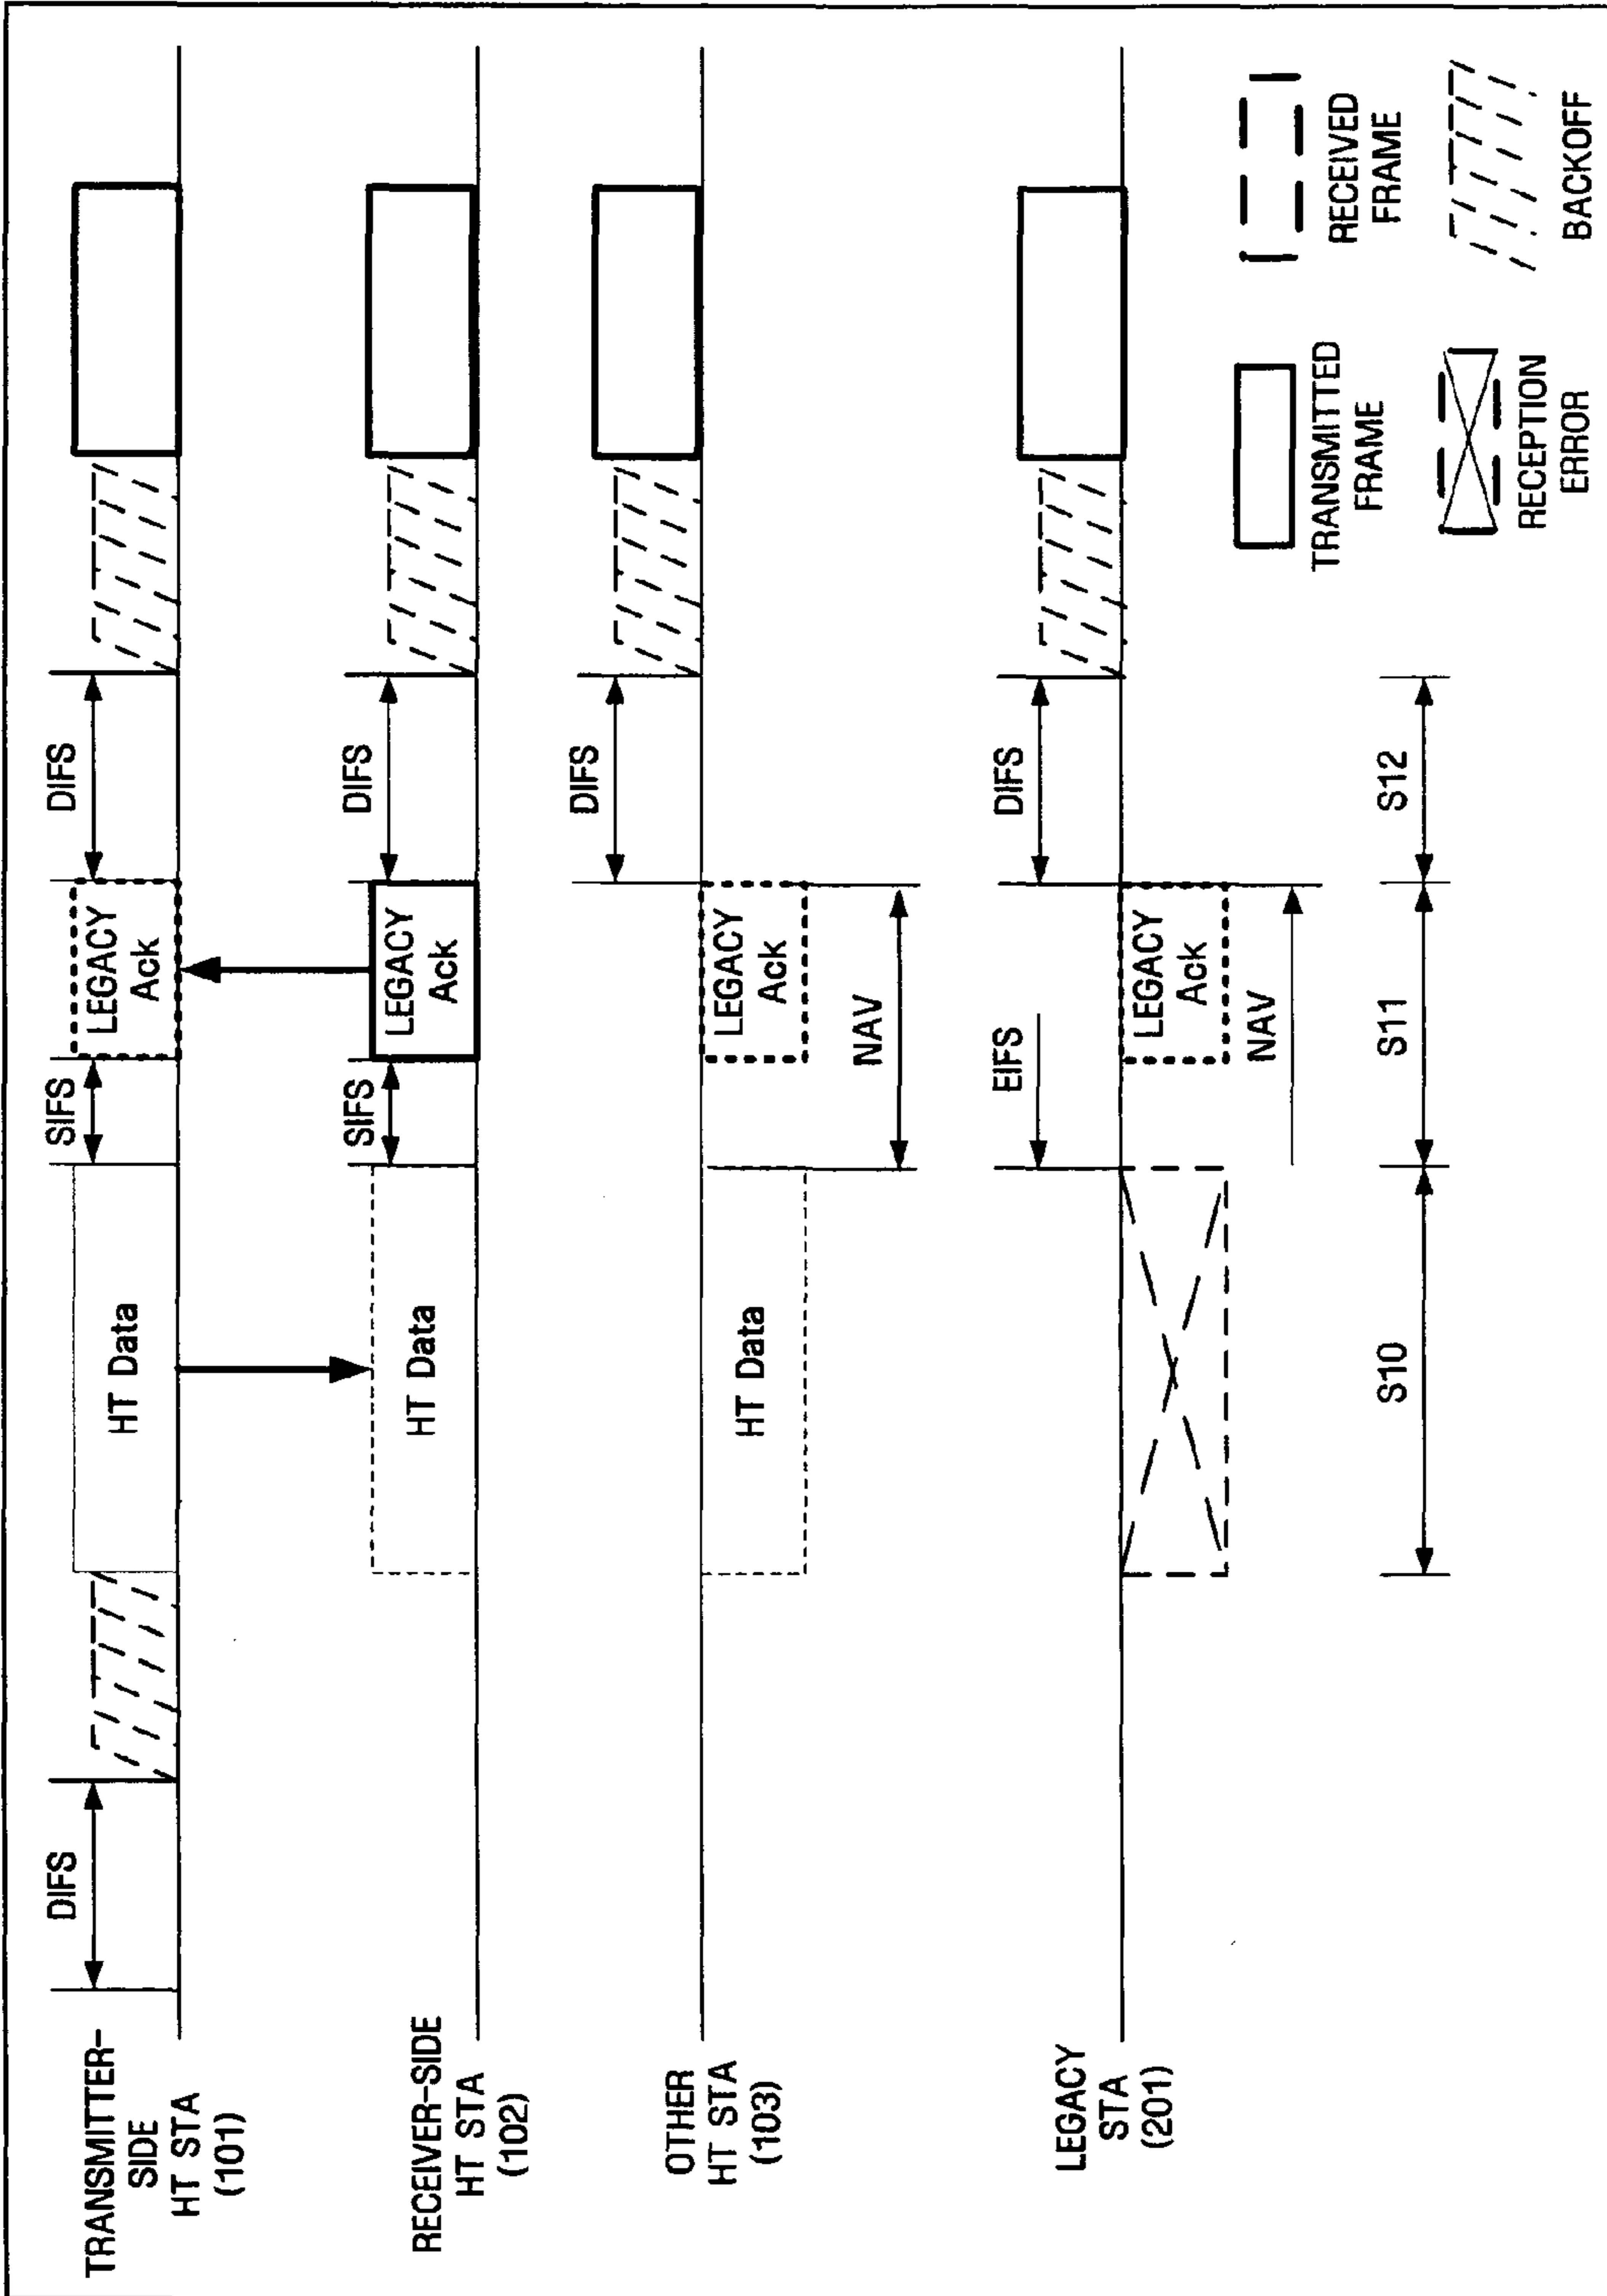 TRANSMITTER-
SIDE
HT STA
(101)
DIFS
HT Data
SIFS
LEGACY
Ack
DIFS
RECEIVER-SIDE
HT STA
(102)
HT Data
SIFS
LEGACY
Ack
DIFS
OTHER
HT STA
(103)
HT Data
LEGACY
Ack
NAV
DIFS
LEGACY
STA
(201)
EIFS
LEGACY
Ack
NAV
DIFS
S10
S11
S12
TRANSMITTED
FRAME
RECEIVED
FRAME
RECEPTION
ERROR
BACKOFF